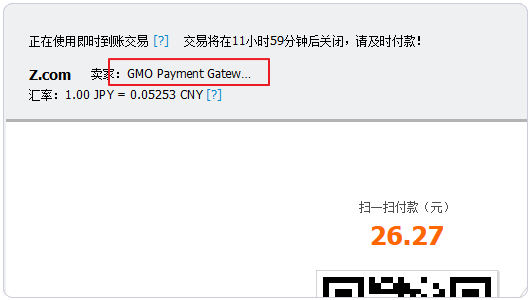 正在使用即时到账交易 [?] 交易将在11小时59分钟后关闭，请及时付款！
Z.com 卖家：GMO Payment Gatew...
汇率：1.00 JPY = 0.05253 CNY [?]
扫一扫付款（元）
26.27